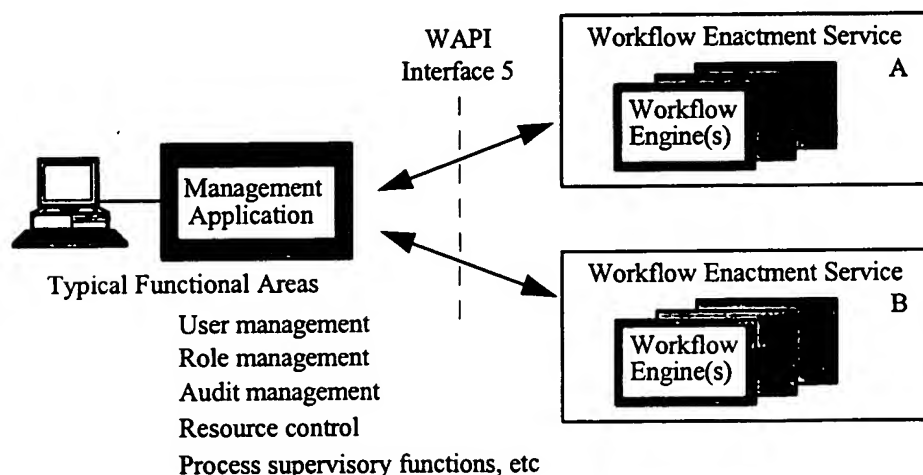 WAPI
Interface 5
Workflow Enactment Service
A
Workflow
Engine(s)
Management
Application
Typical Functional Areas
User management
Role management
Audit management
Resource control
Process supervisory functions, etc
Workflow Enactment Service
B
Workflow
Engine(s)